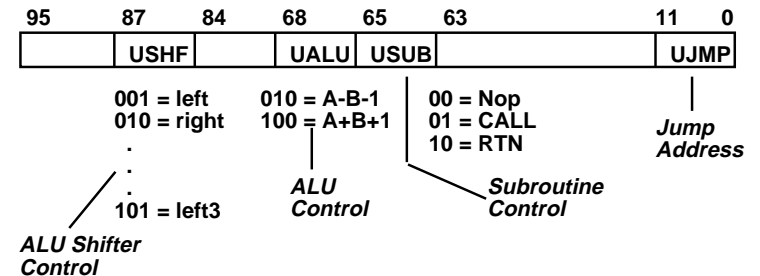 95 87 84 68 65 63 11 0
USHF UALU USUB UJMP
001 = left 010 = A-B-1 00 = Nop
010 = right 100 = A+B+1 01 = CALL
. 10 = RTN
.
.
101 = left3
Jump
Address
ALU
Control
Subroutine
Control
ALU Shifter
Control